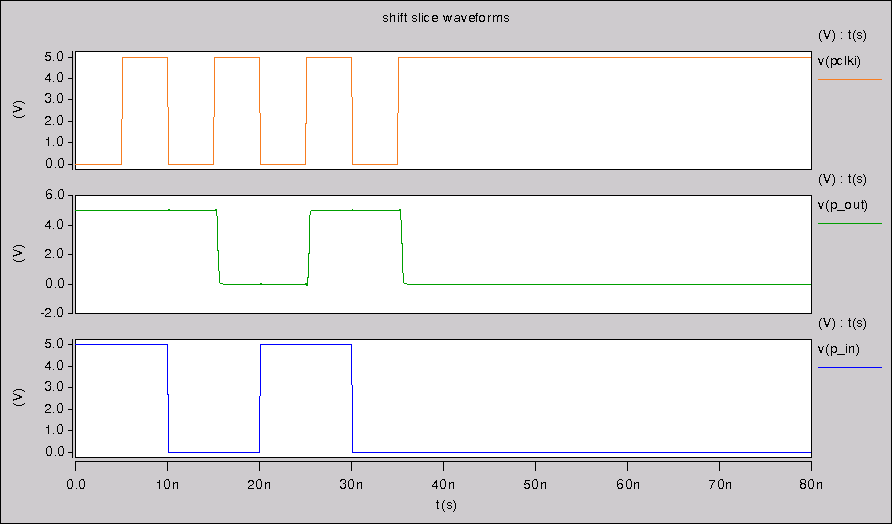 shift slice waveforms
(V) : t(s)
v(pclki)
5.0
4.0
3.0
2.0
1.0
0.0
(V)
(V) : t(s)
v(p_out)
6.0
4.0
2.0
0.0
-2.0
(V)
(V) : t(s)
v(p_in)
5.0
4.0
3.0
2.0
1.0
0.0
(V)
0.0 10n 20n 30n 40n 50n 60n 70n 80n
t(s)